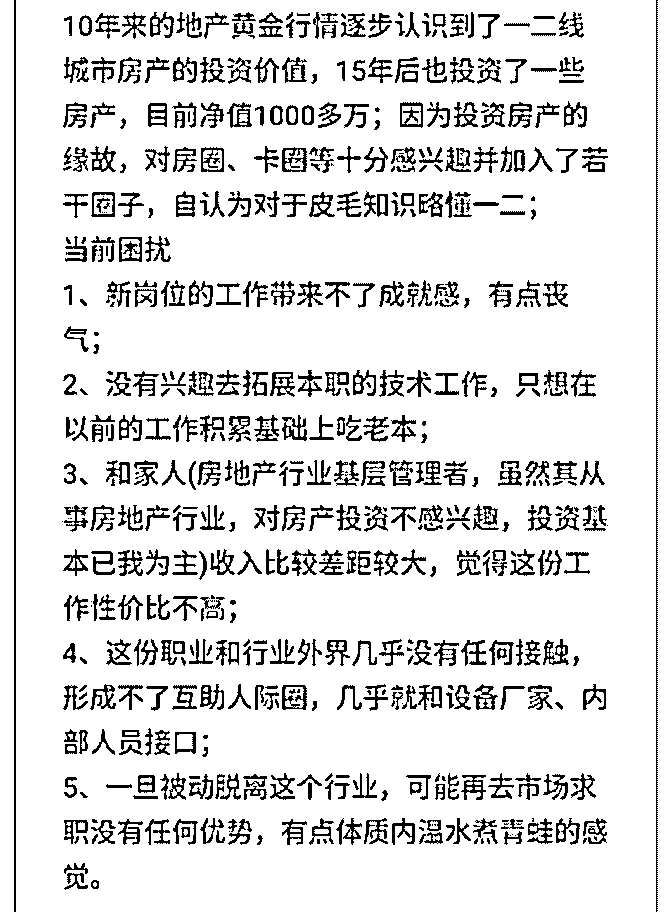 10年来的地产黄金行情逐步认识到了一二线
城市房产的投资价值，15年后也投资了一些
房产，目前净值1000多万；因为投资房产的
缘故，对房圈、卡圈等十分感兴趣并加入了若
干圈子，自认为对于皮毛知识略懂一二；
当前困扰
1、新岗位的工作带来不了成就感，有点丧
气；
2、没有兴趣去拓展本职的技术工作，只想在
以前的工作积累基础上吃老本；
3、和家人(房地产行业基层管理者，虽然其从
事房地产行业，对房产投资不感兴趣，投资基
本已我为主)收入比较差距较大，觉得这份工
作性价比不高；
4、这份职业和行业外界几乎没有任何接触，
形成不了互助人际圈，几乎就和设备厂家、内
部人员接口；
5、一旦被动脱离这个行业，可能再去市场求
职没有任何优势，有点体质内温水煮青蛙的感
觉。